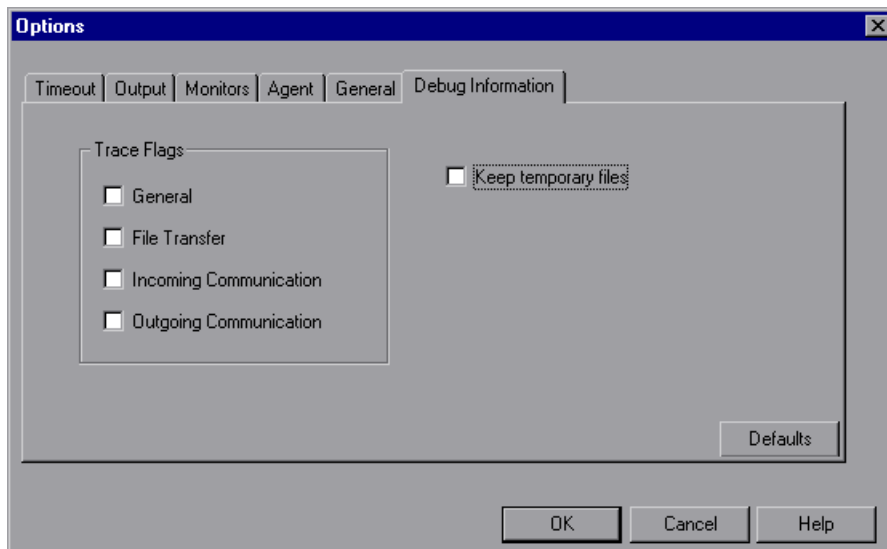 Options
Timeout Output Monitors Agent General Debug Information
Trace Flags
General
File Transfer
Incoming Communication
Outgoing Communication
Keep temporary files
Defaults
OK Cancel Help